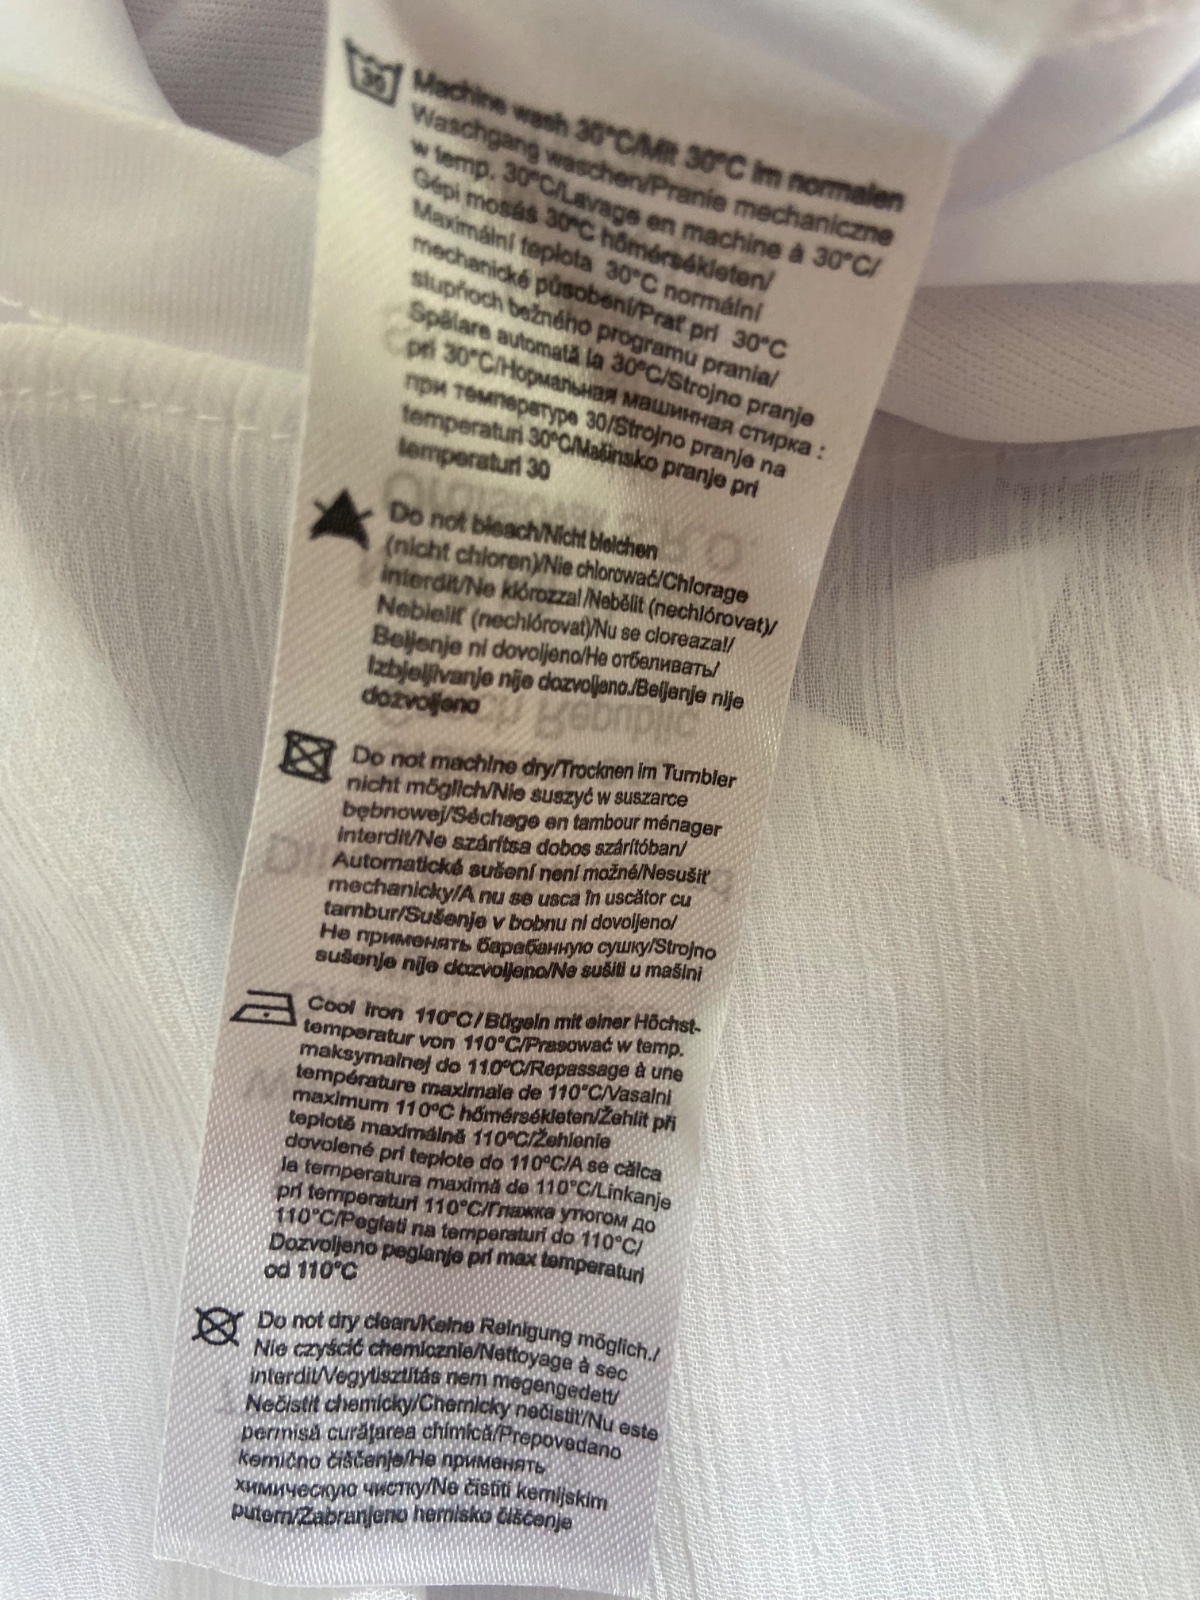 30
Machine wash 30°C/Mit 30°C im normalen
Waschgang waschen/Pranie mechaniczne
w temp. 30°C/Lavage en machine à 30°C/
Gépi mosás 30°C hőmérsékleten/
Maximální teplota 30°C normální
mechanické působení/Prať pri 30°C
stupňoch bežného programu prania/
Spălare automată la 30°C/Strojno pranje
pri 30°C/Нормальная машинная стирка :
при температуре 30/Strojno pranje na
temperaturi 30°C/Mašinsko pranje pri
temperaturi 30
Do not bleach/Nicht bleichen
(nicht chloren)/Nie chlorować/Chlorage
interdit/Ne klórozza!/Nebělit (nechlórovat)/
Nebieliť (nechlórovat)/Nu se cloreaza!/
Beljenje ni dovoljeno/Не отбеливать/
Izbjeljivanje nije dozvoljeno./Beljenje nije
dozvoljeno
Do not machine dry/Trocknen im Tumbler
nicht möglich/Nie suszyć w suszarce
bębnowej/Séchage en tambour ménager
interdit/Ne szárítsa dobos szárítóban/
Automatické sušení není možné/Nesušiť
mechanicky/A nu se usca în uscător cu
tambur/Sušenje v bobnu ni dovoljeno/
Не применять барабанную сушку/Strojno
sušenje nije dozvoljeno/Ne sušiti u mašini
Cool iron 110°C/Bügeln mit einer Höchst-
temperatur von 110°C/Prasować w temp.
maksymalnej do 110°C/Repassage à une
température maximale de 110°C/Vasalni
maximum 110°C hőmérsékleten/Žehlit při
teplotě maximálně 110°C/Žehlenie
dovolené pri teplote do 110°C/A se călca
la temperatura maximă de 110°C/Linkanje
pri temperaturi 110°C/Глажка утюгом до
110°C/Peglati na temperaturi do 110°C/
Dozvoljeno peglanje pri max temperaturi
od 110°C
Do not dry clean/Keine Reinigung möglich./
Nie czyścić chemicznie/Nettoyage à sec
interdit/Vegytisztítás nem megengedett/
Nečistit chemicky/Chemicky nečistiť/Nu este
permisă curăţarea chimică/Prepovedano
kemično čiščenje/Не применять
химическую чистку/Ne čistiti kemijskim
putem/Zabranjeno hemisko čišćenje